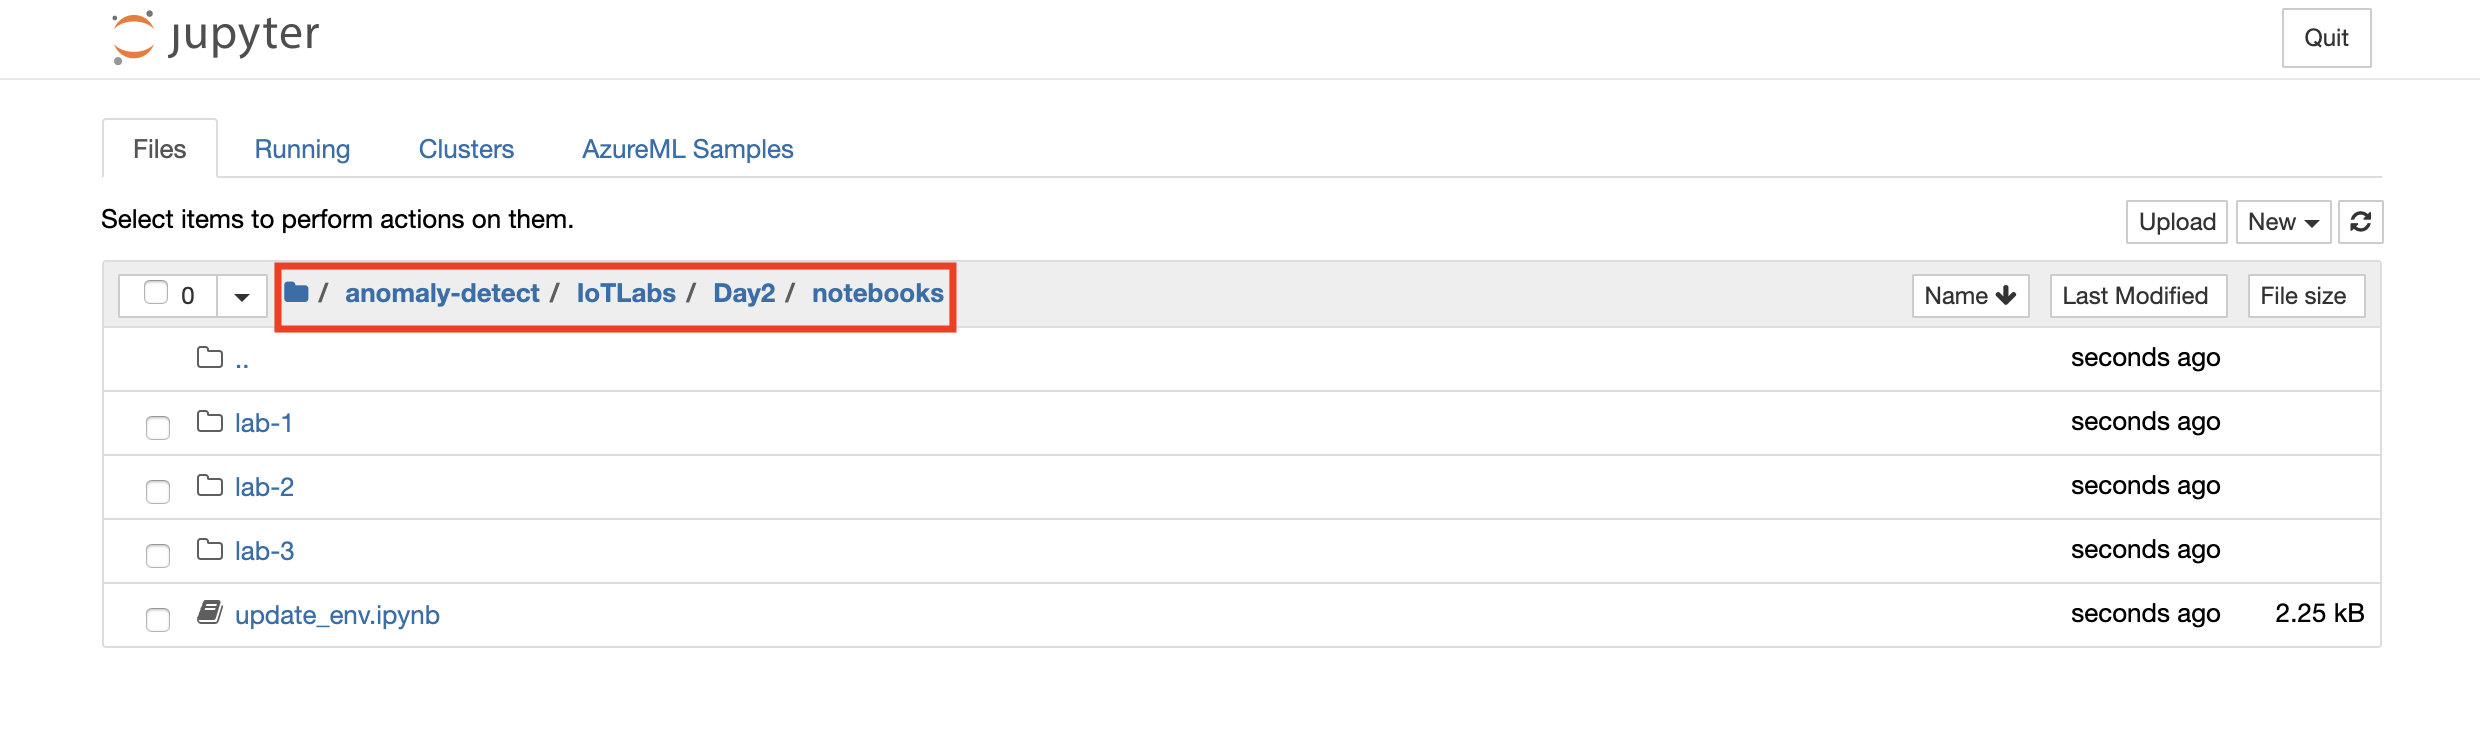 jupyter Quit
Files Running Clusters AzureML Samples
Select items to perform actions on them. Upload New
0 / anomaly-detect / IoTLabs / Day2 / notebooks Name Last Modified File size
.. seconds ago
lab-1 seconds ago
lab-2 seconds ago
lab-3 seconds ago
update_env.ipynb seconds ago 2.25 kB